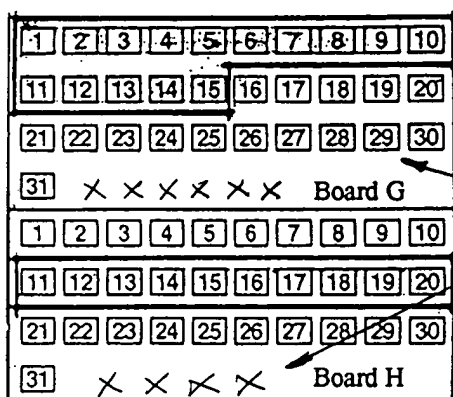 1 2 3 4 5 6 7 8 9 10
11 12 13 14 15 16 17 18 19 20
21 22 23 24 25 26 27 28 29 30
31 × × × × × × Board G
1 2 3 4 5 6 7 8 9 10
11 12 13 14 15 16 17 18 19 20
21 22 23 24 25 26 27 28 29 30
31 × × × × Board H